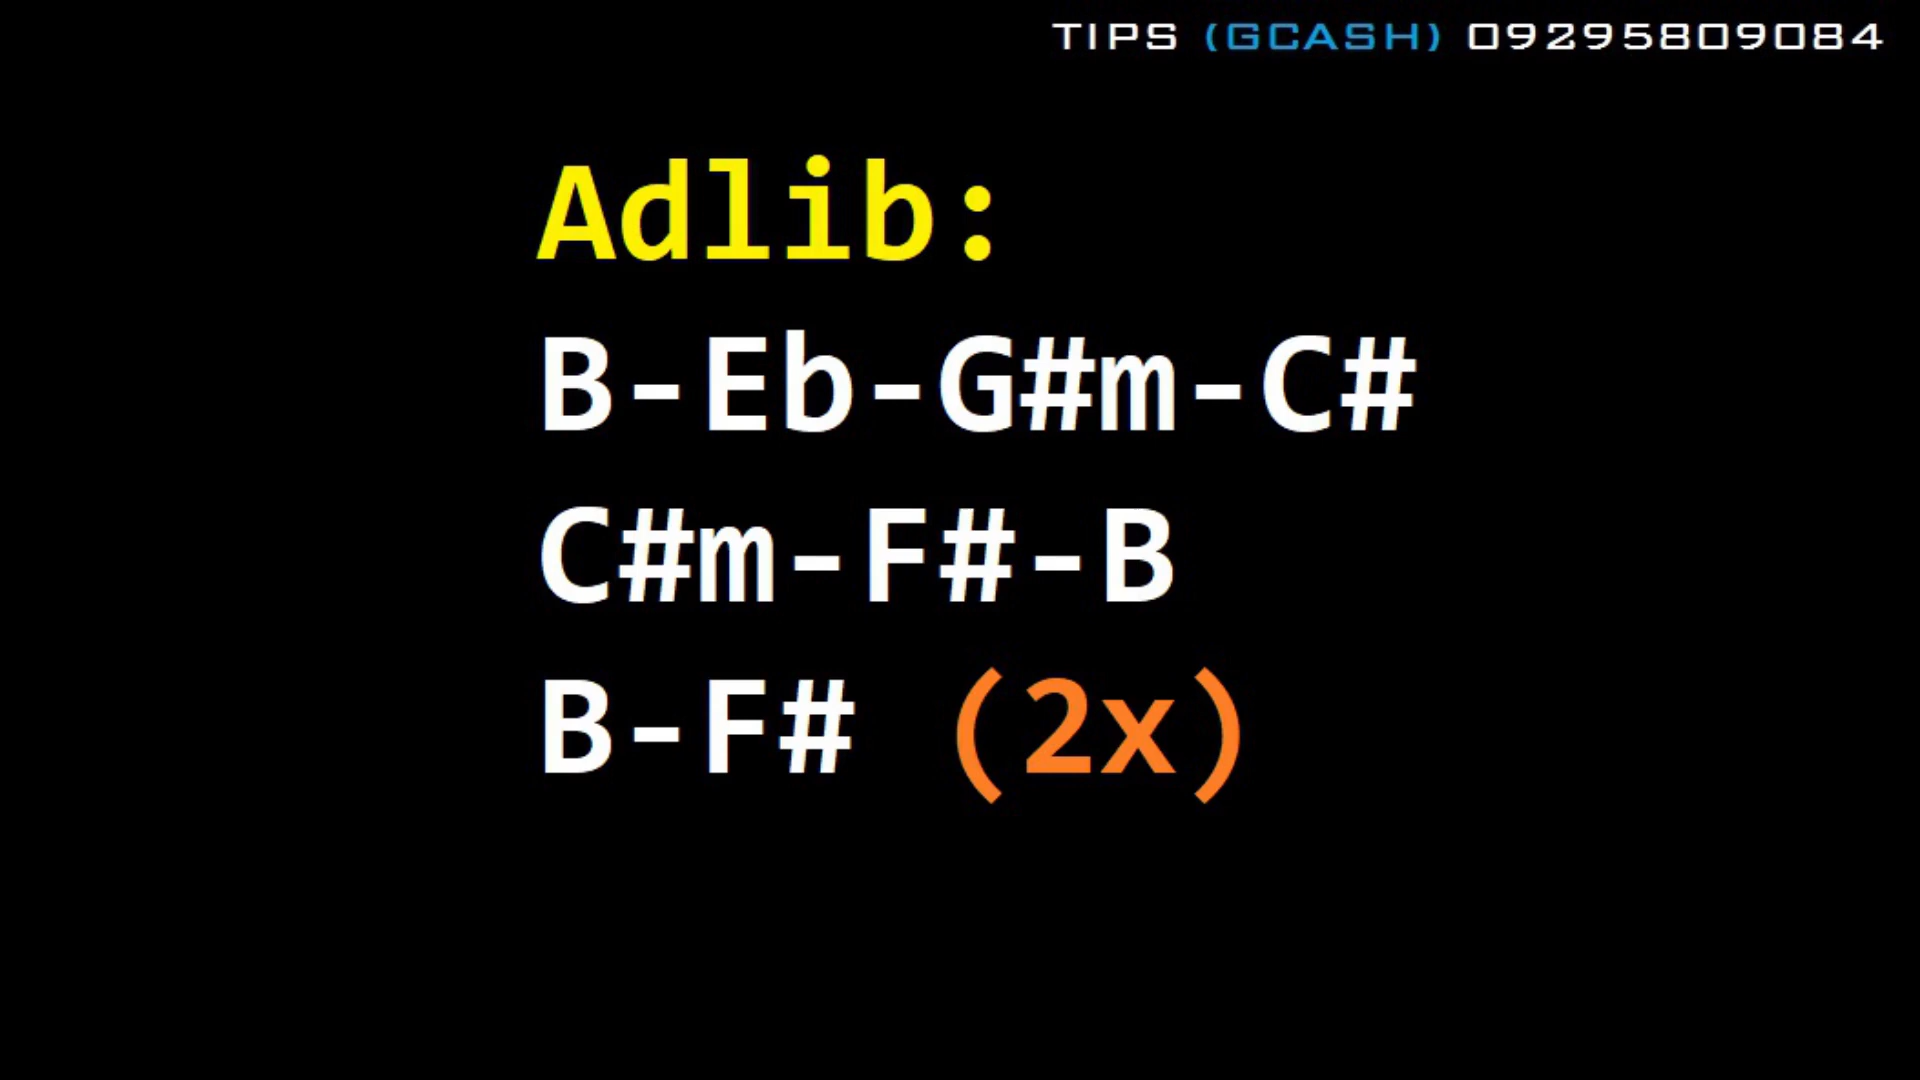 TIPS (GCASH) 09295809084
Adlib:
B-Eb-G#m-C#
C#m-F#-B
B-F# (2x)